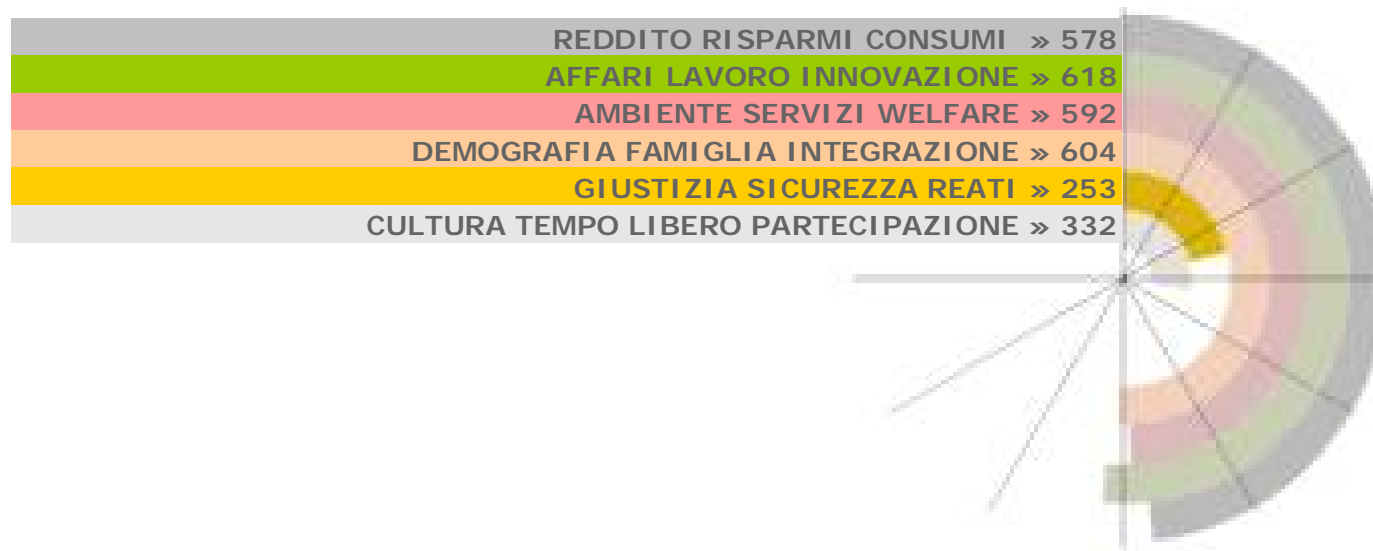 REDDITO RISPARMI CONSUMI » 578
AFFARI LAVORO INNOVAZIONE » 618
AMBIENTE SERVIZI WELFARE » 592
DEMOGRAFIA FAMIGLIA INTEGRAZIONE » 604
GIUSTIZIA SICUREZZA REATI » 253
CULTURA TEMPO LIBERO PARTECIPAZIONE » 332